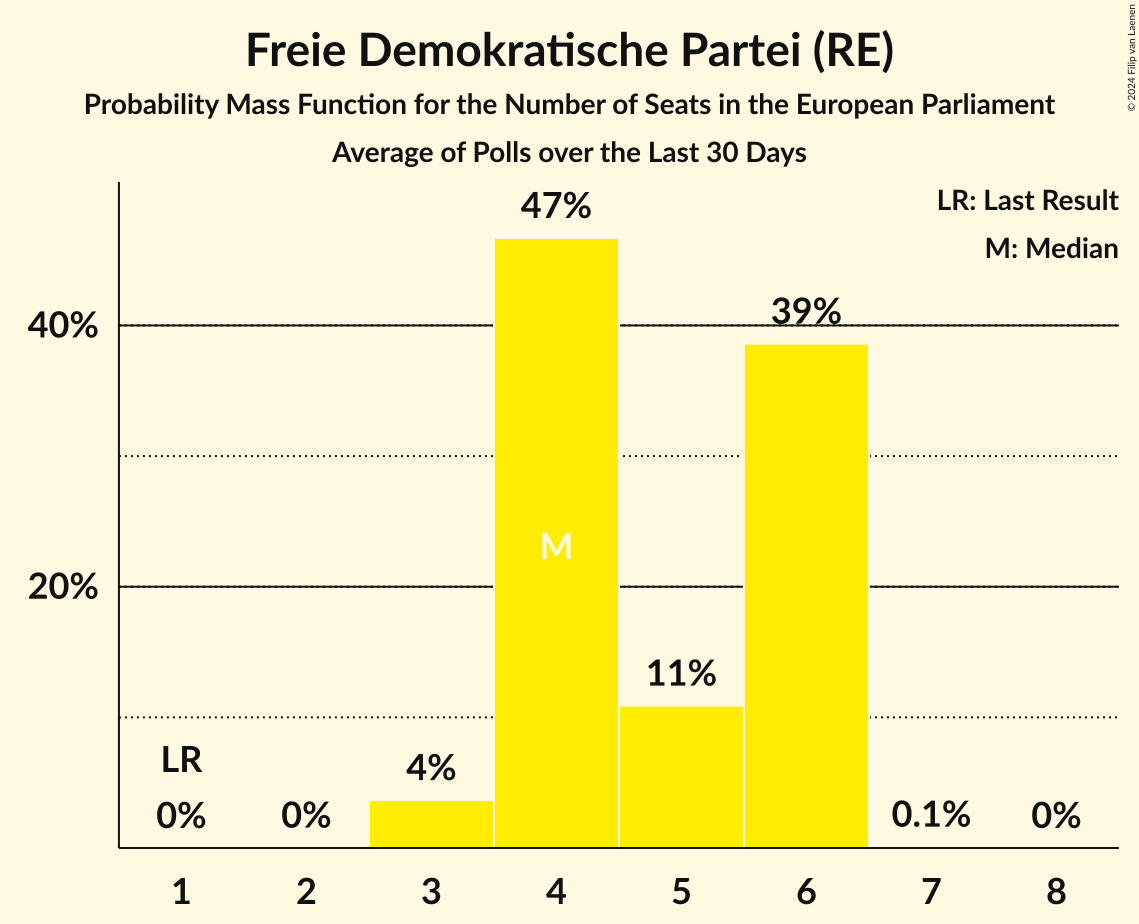 Freie Demokratische Partei (RE)
Probability Mass Function for the Number of Seats in the European Parliament
Average of Polls over the Last 30 Days
© 2024 Filip van Laenen
LR: Last Result
M: Median
47%
39%
40%
M
20%
11%
LR
4%
0%
0%
0.1%
0%
1
2
3
4
5
6
7
8